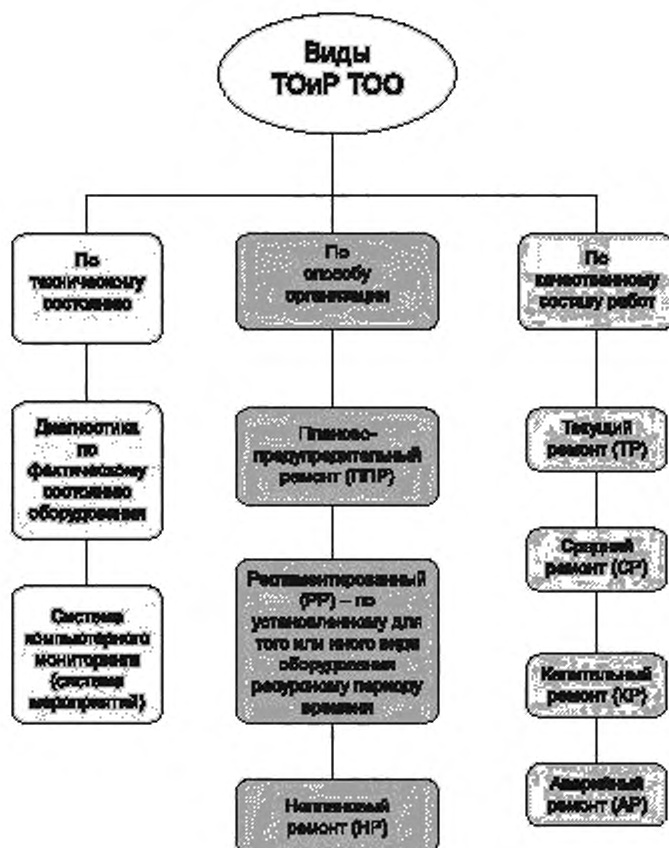 Виды
ТОиР ТОО
По
техническому
состоянию
Диагностика
по
фактическому
состоянию
оборудования
Система
компьютерного
мониторинга
(система
мероприятий)
По
способу
организации
Планово-
предупредительный
ремонт (ППР)
Регламентированный
(РР) – по
установленному для
того или иного вида
оборудования
ресурсному периоду
времени
Неплановый
ремонт (НР)
По
качественному
составу работ
Текущий
ремонт (ТР)
Средний
ремонт (СР)
Капитальный
ремонт (КР)
Аварийный
ремонт (АР)